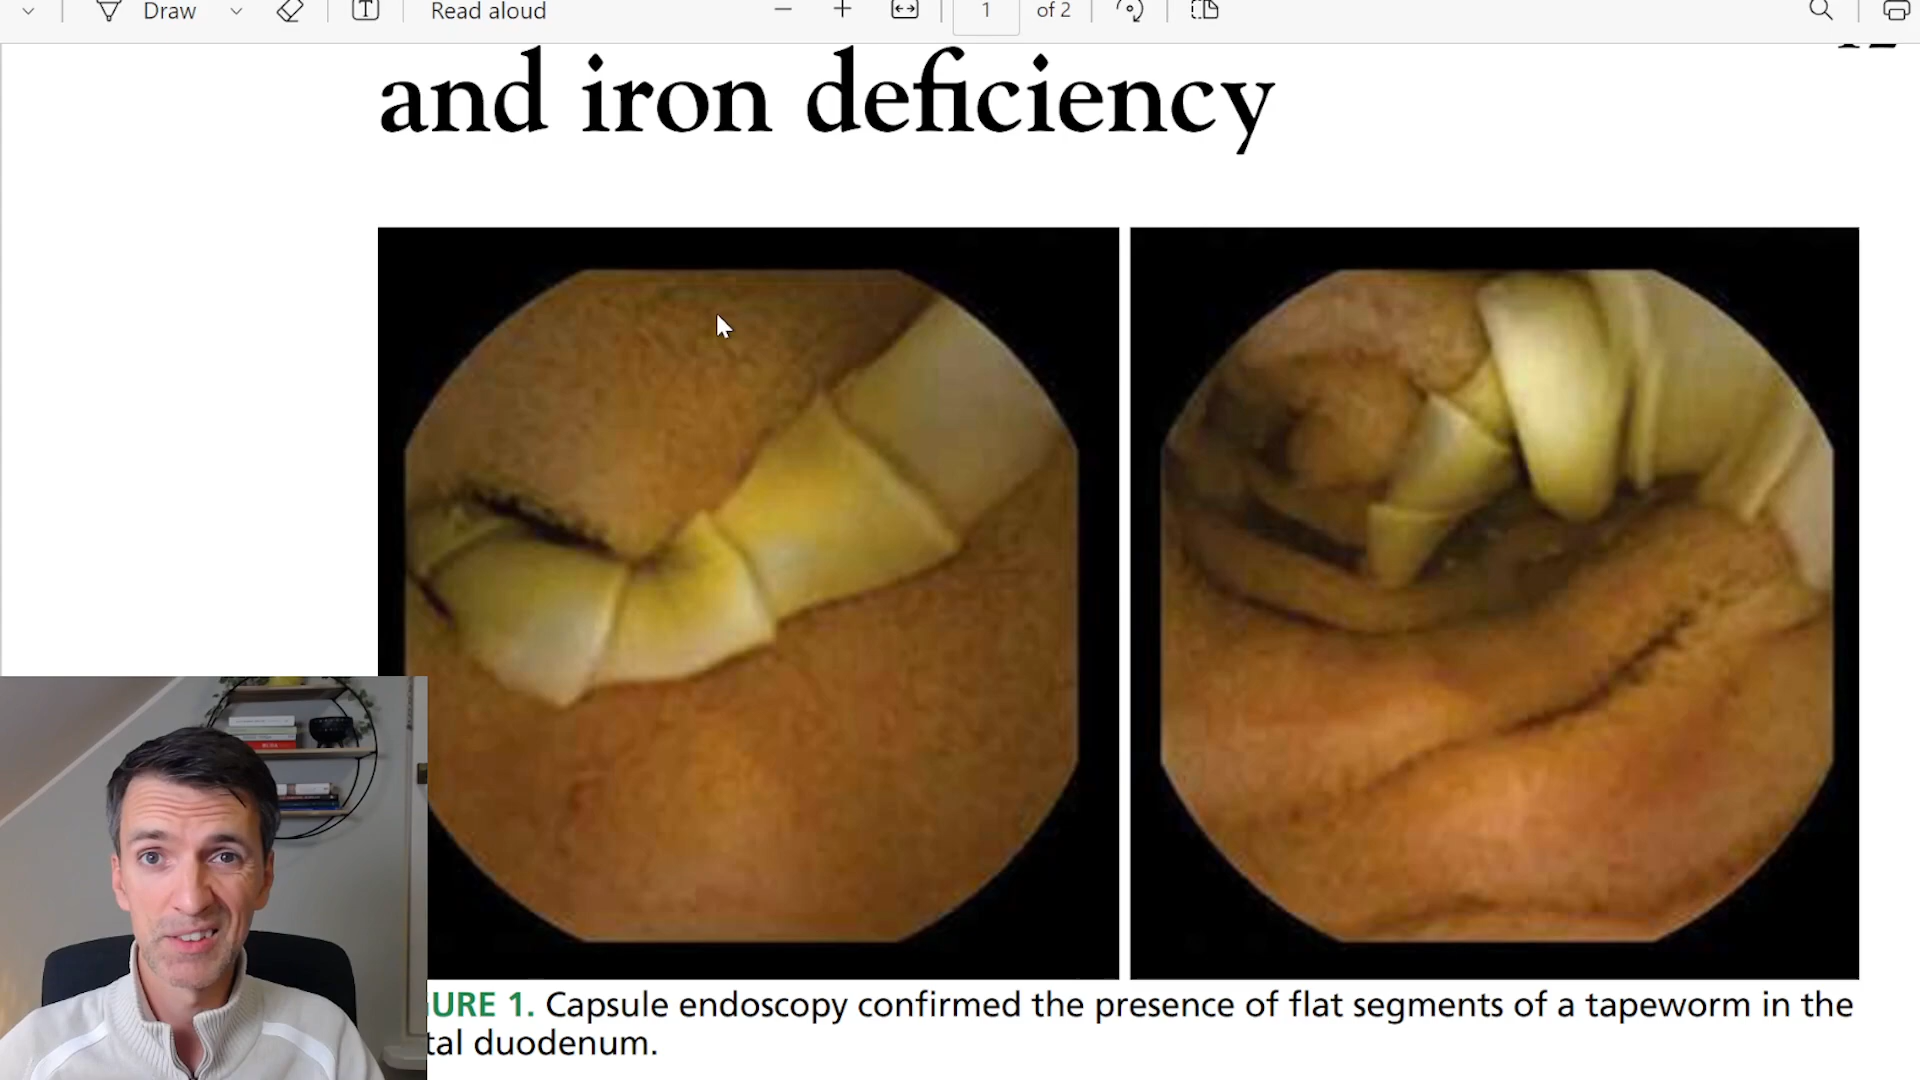 Draw
Read aloud
1
of 2
and iron deficiency
URE 1. Capsule endoscopy confirmed the presence of flat segments of a tapeworm in the
tal duodenum.